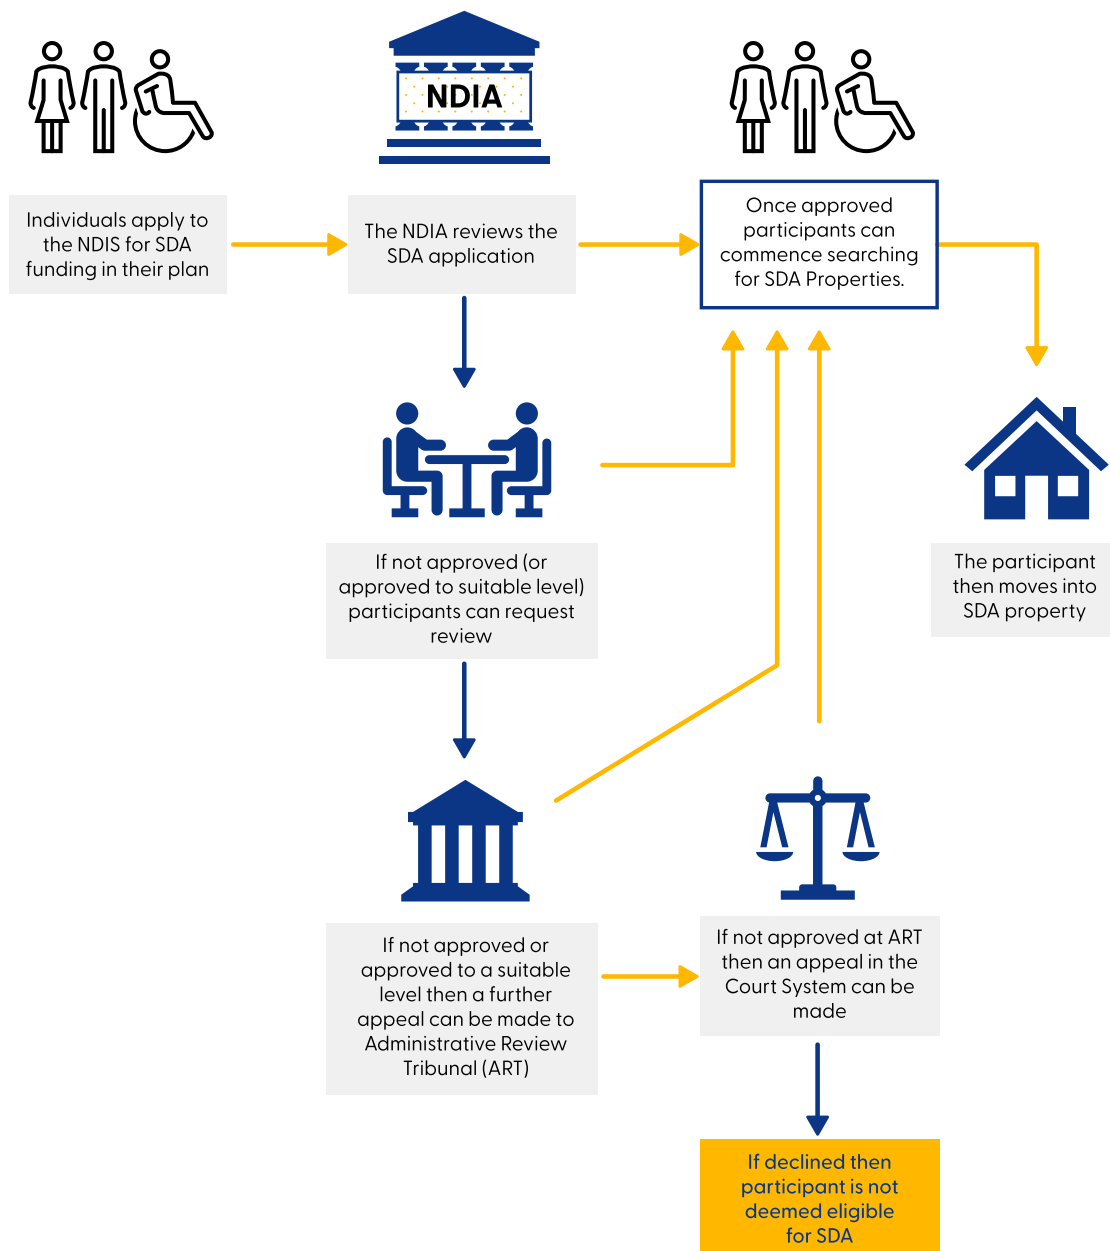 NDIA
Individuals apply to
the NDIS for SDA
funding in their plan
The NDIA reviews the
SDA application
Once approved
participants can
commence searching
for SDA Properties.
If not approved (or
approved to suitable level)
participants can request
review
The participant
then moves into
SDA property
If not approved or
approved to a suitable
level then a further
appeal can be made to
Administrative Review
Tribunal (ART)
If not approved at ART
then an appeal in the
Court System can be
made
If declined then
participant is not
deemed eligible
for SDA